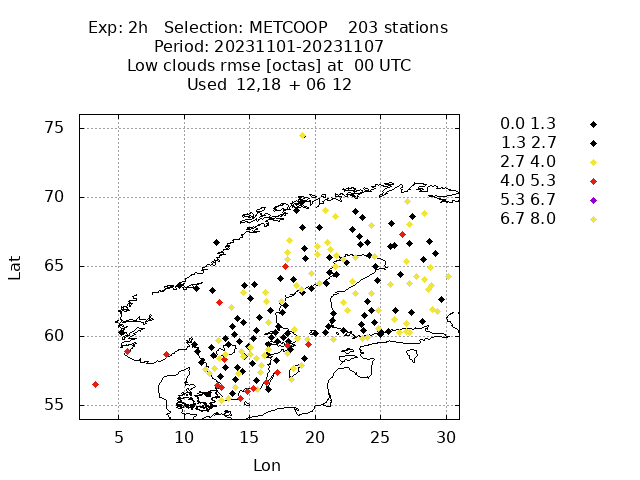 Exp: 2h   Selection: METCOOP    203 stations
Period: 20231101-20231107
Low clouds rmse [octas] at  00 UTC
Used  12,18 + 06 12
75
70
65
60
55
Lat
5 10 15 20 25 30
Lon
0.0 1.3
1.3 2.7
2.7 4.0
4.0 5.3
5.3 6.7
6.7 8.0